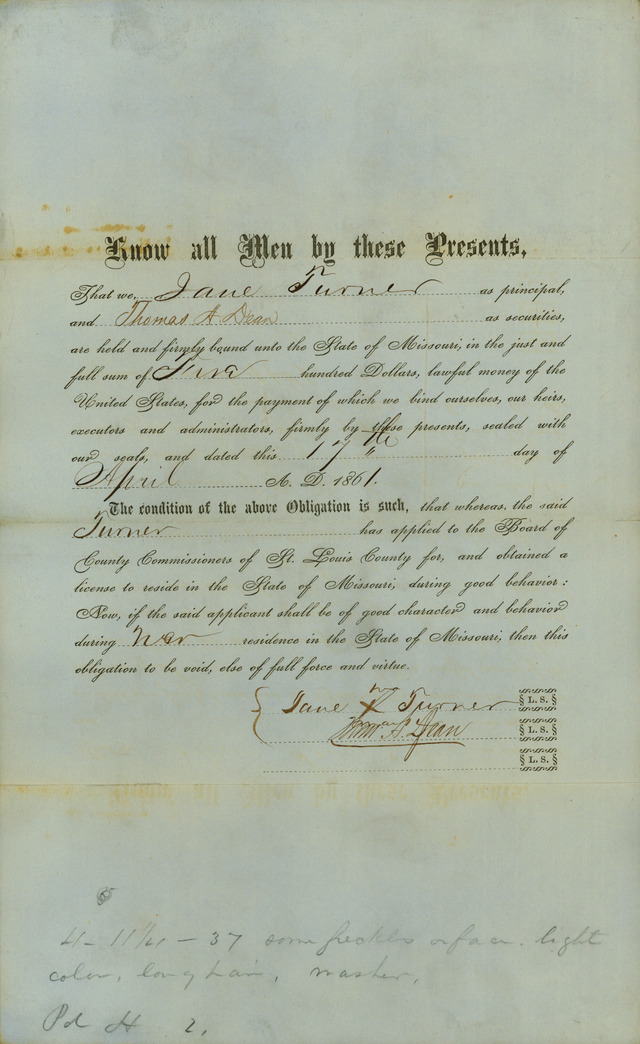 Know all Men by these Presents,
That we, Jane Turner as principal,
and Thomas A Dean as securities,
are held and firmly bound unto the State of Missouri, in the just and
full sum of hundred Dollars, lawful money of the
United States, for the payment of which we bind ourselves, our heirs,
executors and administrators, firmly by these presents, sealed with
our seals, and dated this 17th day of
April A. D. 1861.
The condition of the above Obligation is such, that whereas, the said
Turner has applied to the Board of
County Commissioners of St. Louis County for, and obtained a
license to reside in the State of Missouri, during good behavior:
Now, if the said applicant shall be of good character and behavior
during her residence in the State of Missouri, then this
obligation to be void, else of full force and virtue.
Jane X Turner L. S.
A Dean L. S.
L. S.
4 - 11 1/4 - 37 some freckles on face. light
color, long hair, washer,
Pd H 2.